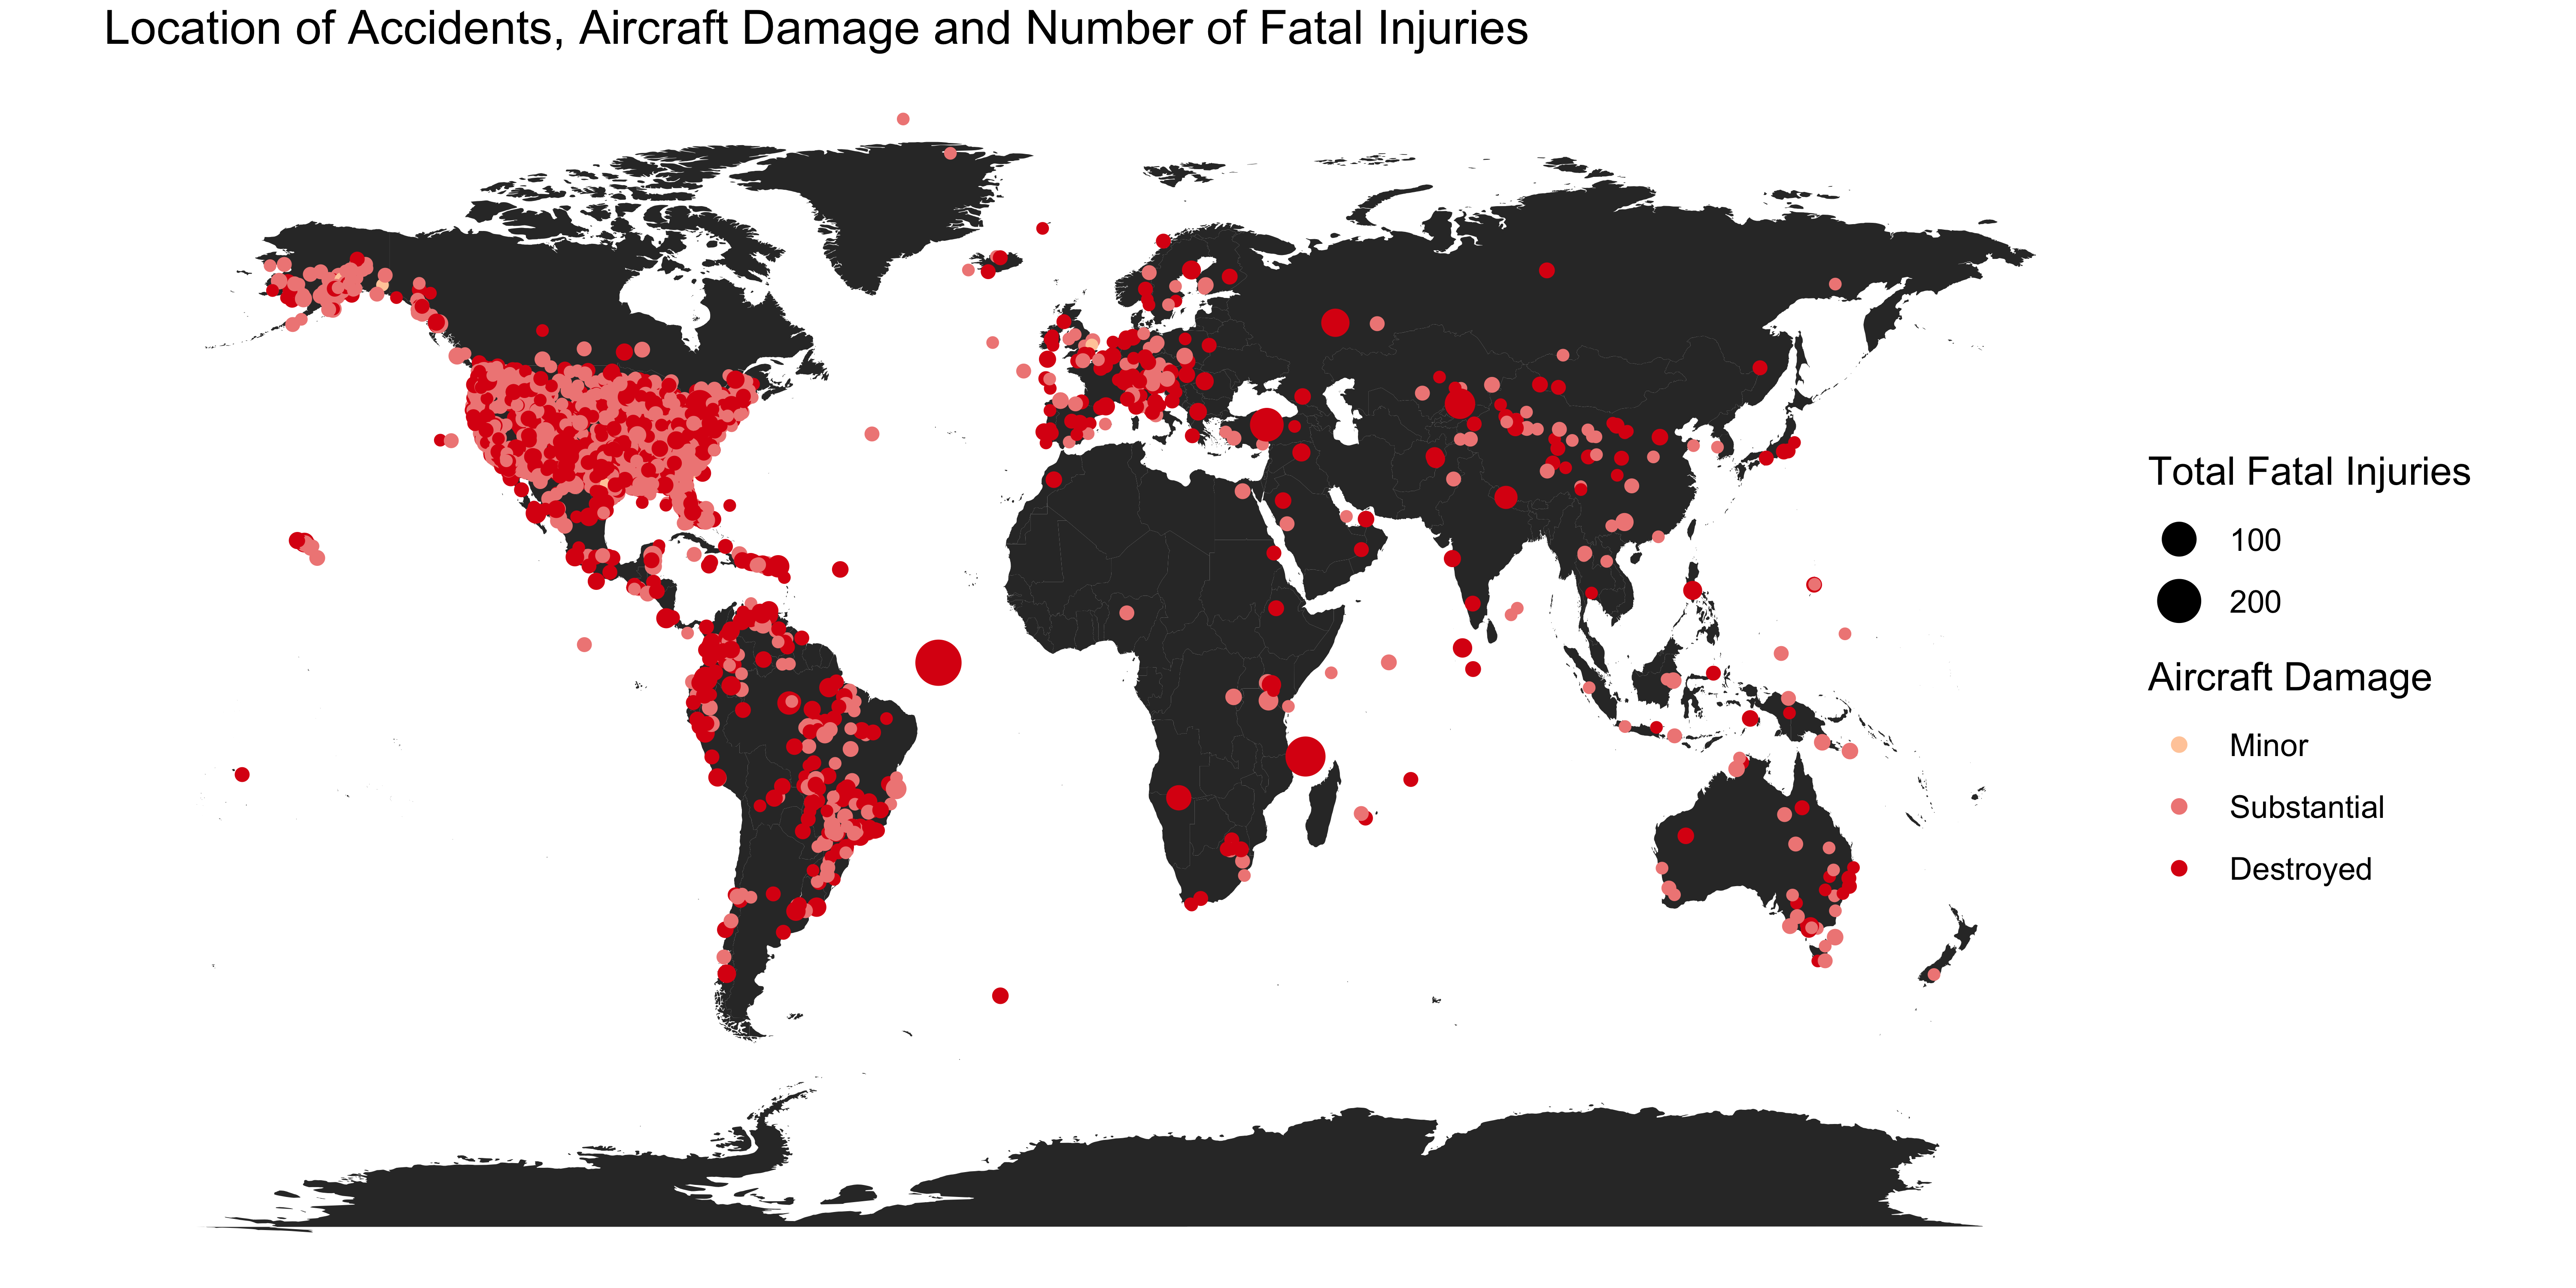 Location of Accidents, Aircraft Damage and Number of Fatal Injuries
Total Fatal Injuries
100
200
Aircraft Damage
Minor
Substantial
Destroyed